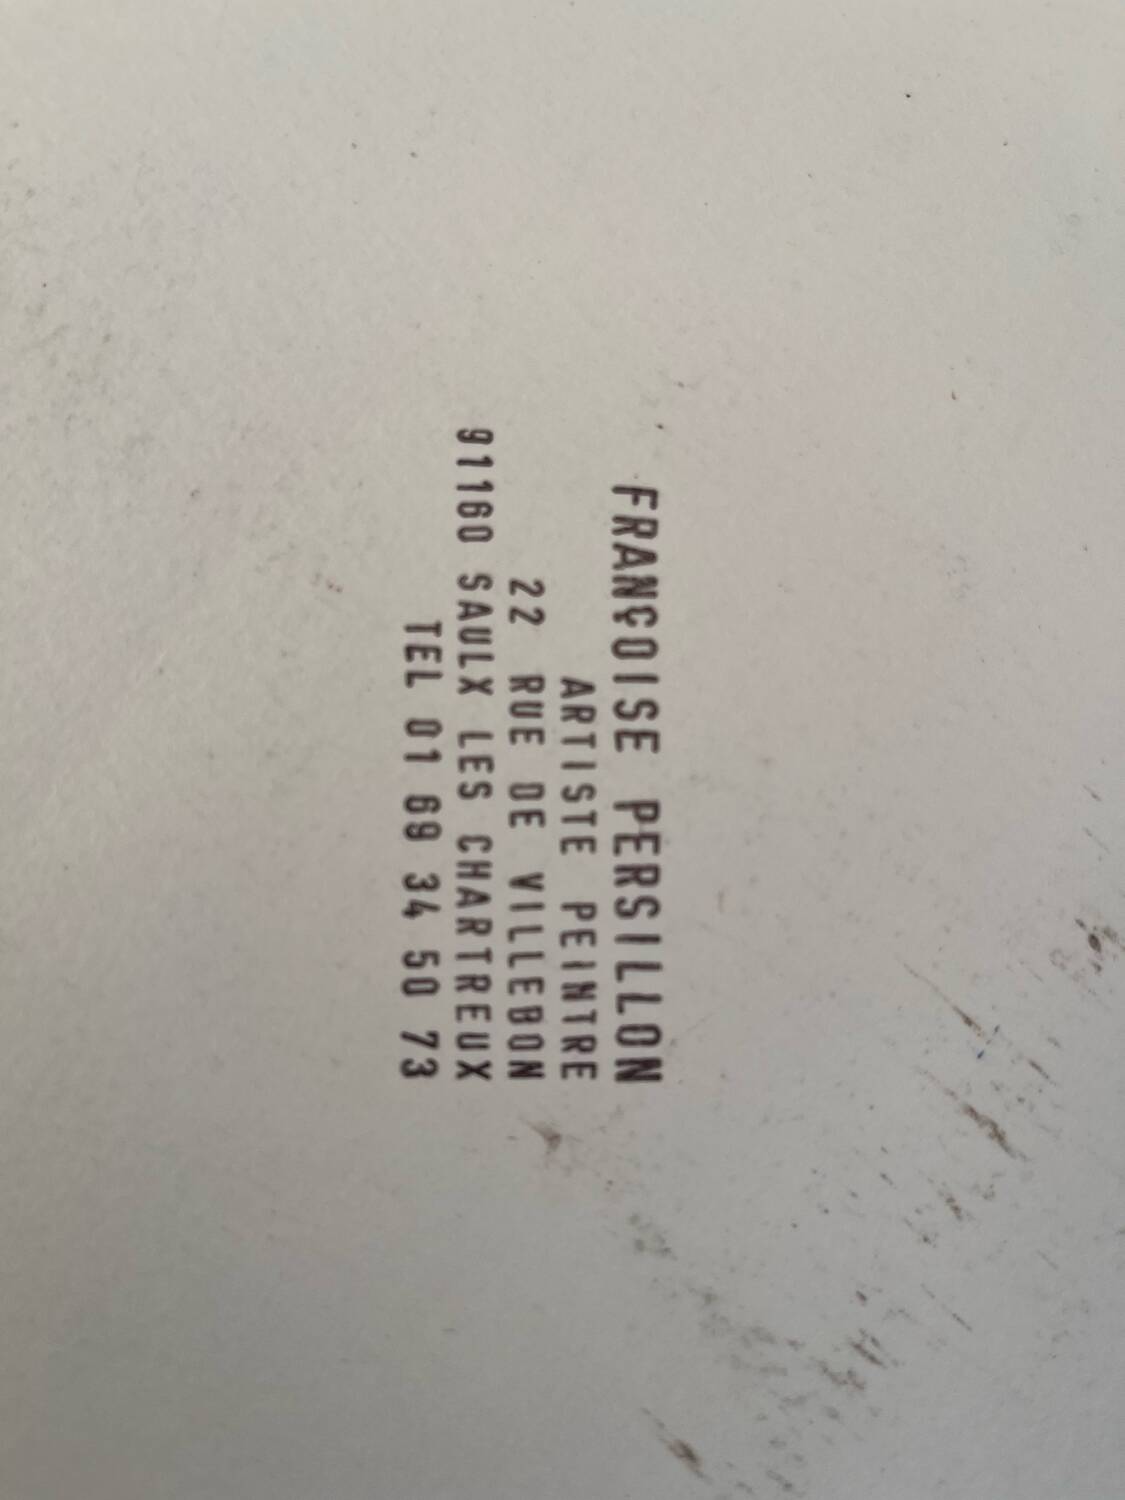 FRANÇOISE PERSILLON
ARTISTE PEINTRE
22 RUE DE VILLEBON
91160 SAULX LES CHARTREUX
TEL 01 69 34 50 73